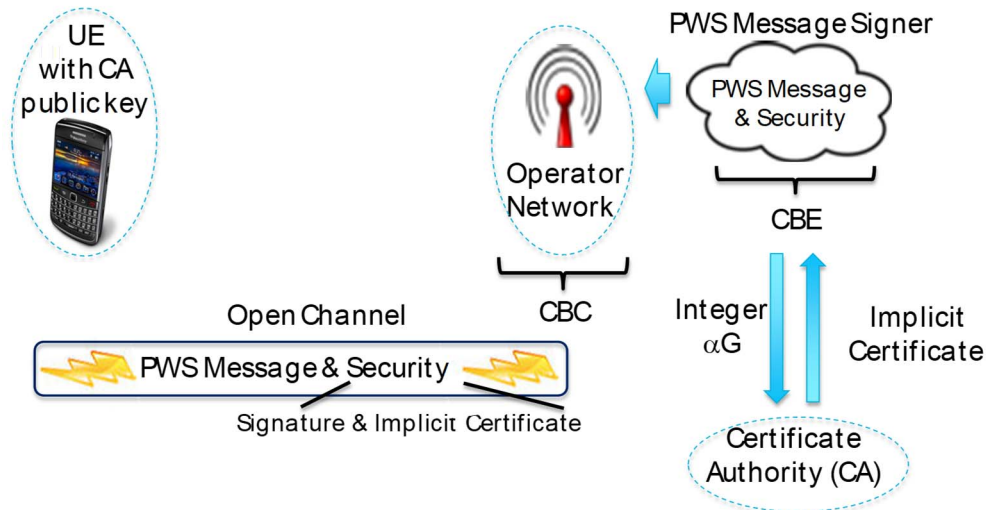 UE
with CA
public key
PWS Message Signer
PWS Message
& Security
Operator
Network
CBE
CBC
Integer
αG
Implicit
Certificate
Open Channel
PWS Message & Security
Signature & Implicit Certificate
Certificate
Authority (CA)